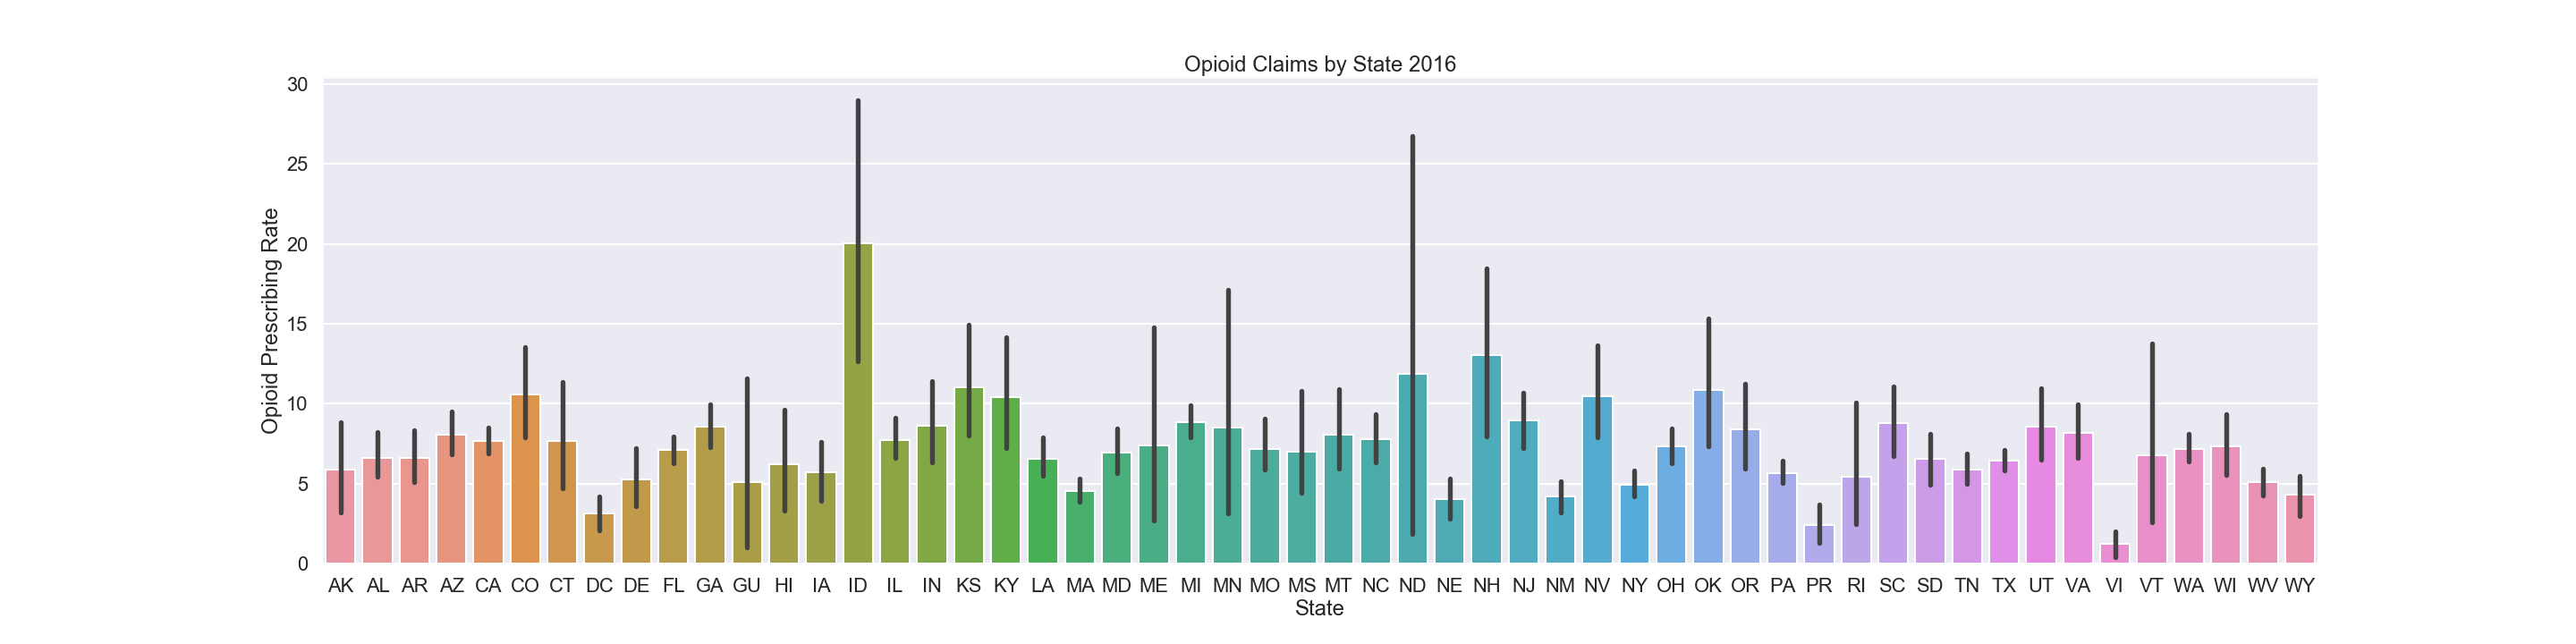 Opioid Claims by State 2016
Opioid Prescribing Rate
30
25
20
15
10
5
0
AK AL AR AZ CA CO CT DC DE FL GA GU HI IA ID IL IN KS KY LA MA MD ME MI MN MO MS MT NC ND NE NH NJ NM NV NY OH OK OR PA PR RI SC SD TN TX UT VA VI VT WA WI WV WY
State